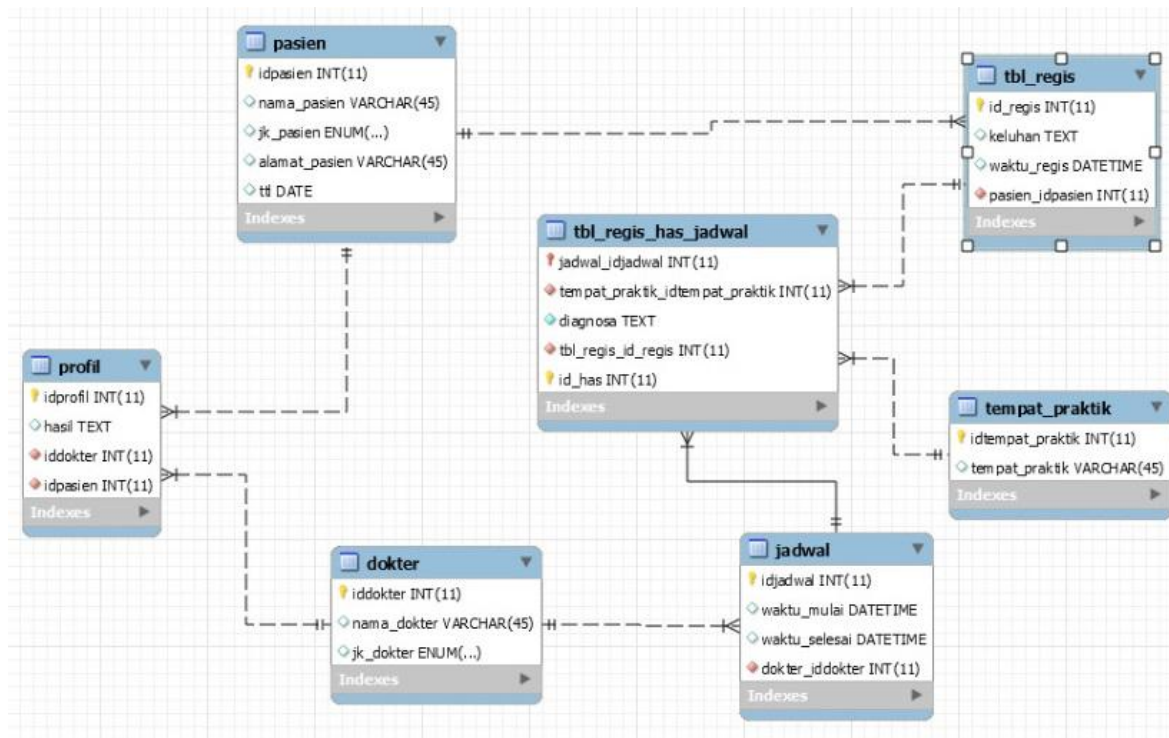 pasien
idpasien INT(11)
nama_pasien VARCHAR(45)
jk_pasien ENUM(...)
alamat_pasien VARCHAR(45)
ttl DATE
Indexes
tbl_regis
id_regis INT(11)
keluhan TEXT
waktu_regis DATETIME
pasien_idpasien INT(11)
Indexes
tbl_regis_has_jadwal
jadwal_idjadwal INT(11)
tempat_praktik_idtempat_praktik INT(11)
diagnosa TEXT
tbl_regis_id_regis INT(11)
id_has INT(11)
Indexes
profil
idprofil INT(11)
hasil TEXT
iddokter INT(11)
idpasien INT(11)
Indexes
tempat_praktik
idtempat_praktik INT(11)
tempat_praktik VARCHAR(45)
Indexes
dokter
iddokter INT(11)
nama_dokter VARCHAR(45)
jk_dokter ENUM(...)
Indexes
jadwal
idjadwal INT(11)
waktu_mulai DATETIME
waktu_selesai DATETIME
dokter_iddokter INT(11)
Indexes